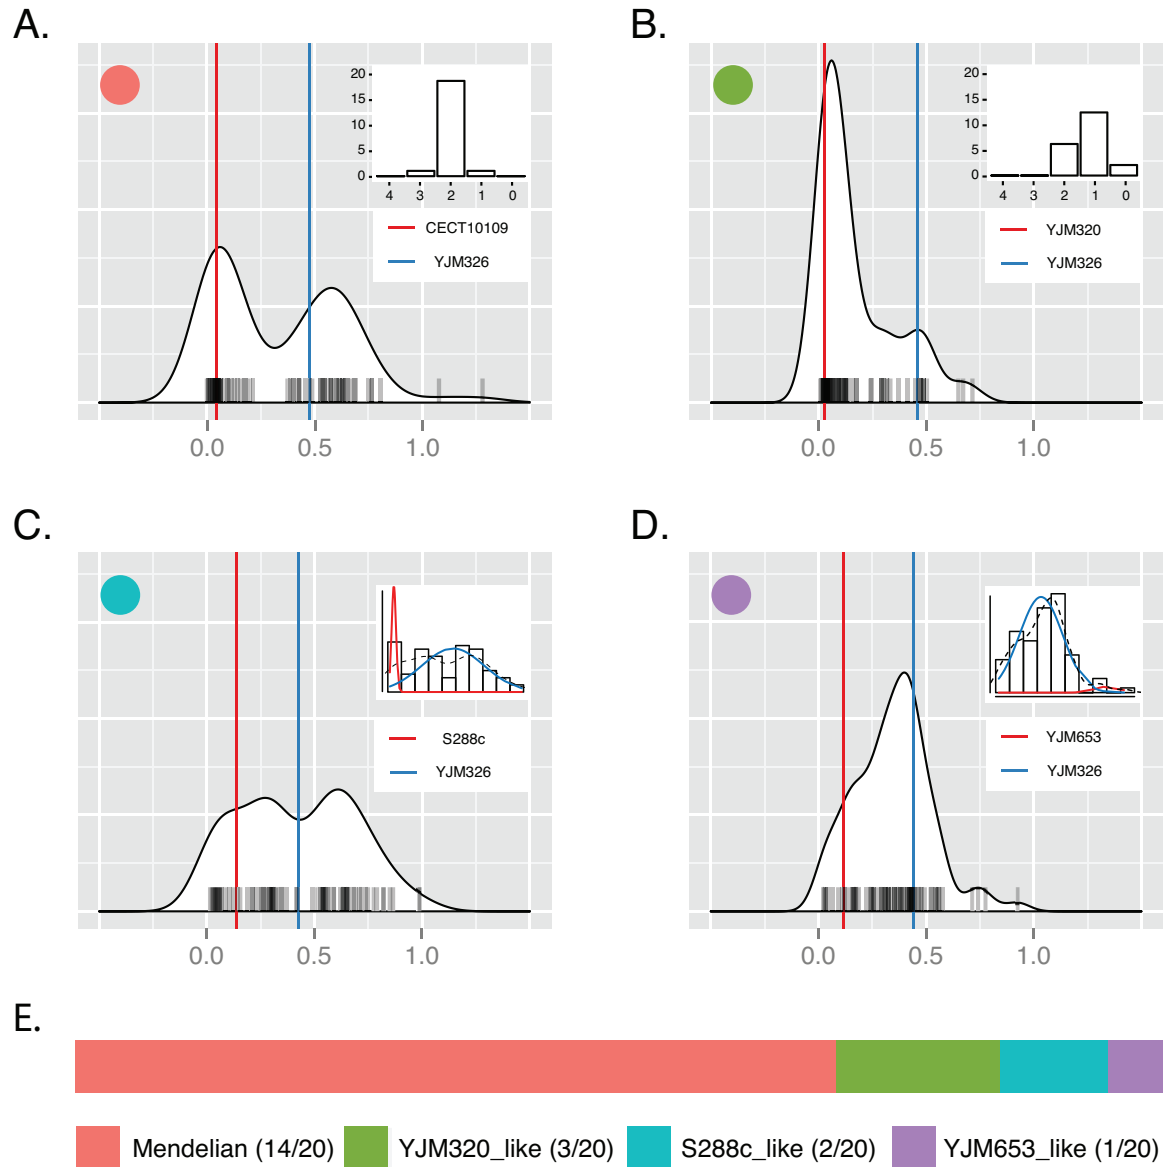 A.
20
15
10
5
0
4 3 2 1 0
CECT10109
YJM326
0.0 0.5 1.0
B.
20
15
10
5
0
4 3 2 1 0
YJM320
YJM326
0.0 0.5 1.0
C.
S288c
YJM326
0.0 0.5 1.0
D.
YJM653
YJM326
0.0 0.5 1.0
E.
Mendelian (14/20) YJM320_like (3/20) S288c_like (2/20) YJM653_like (1/20)